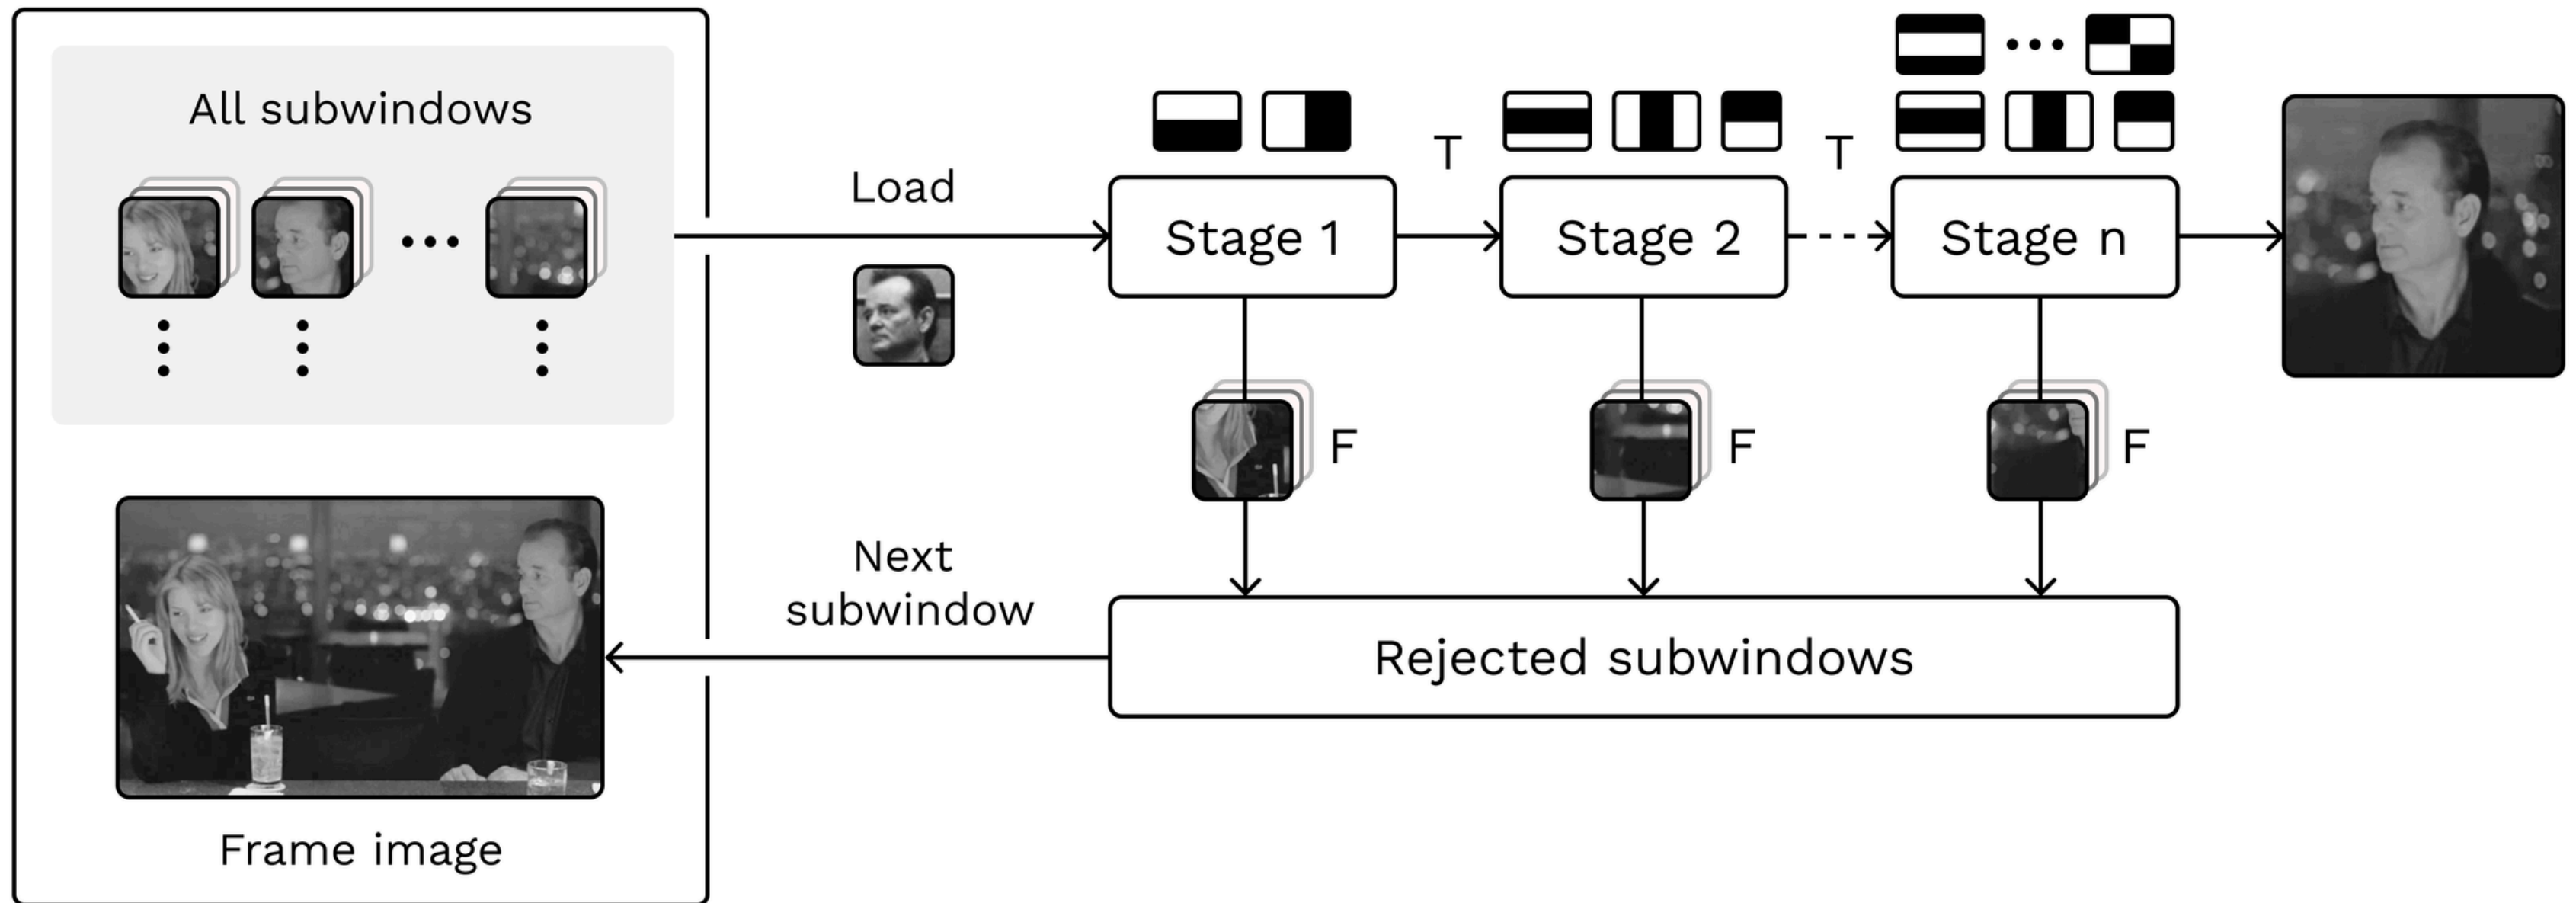 All subwindows
Load
T
T
Stage 1
Stage 2
Stage n
F
F
F
Next
subwindow
Rejected subwindows
Frame image